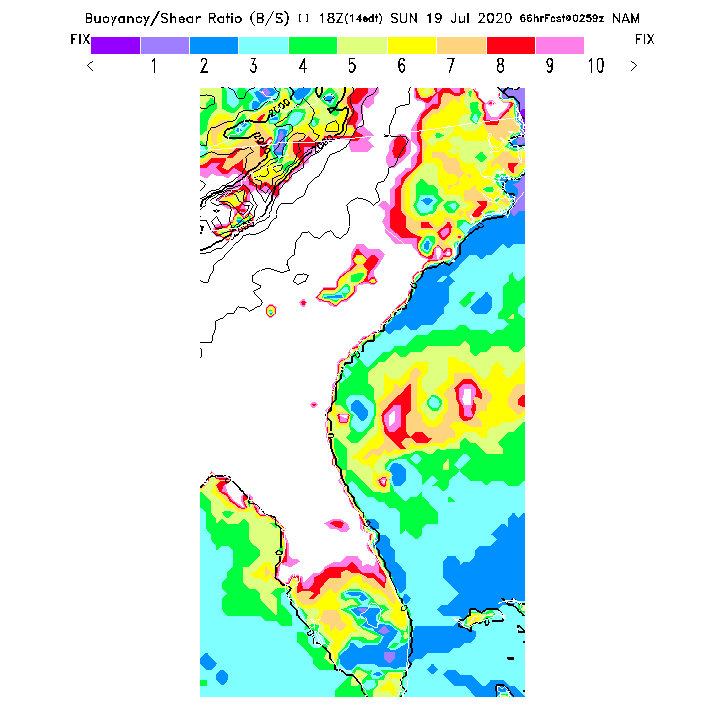 Buoyancy/Shear Ratio (B/S) [] 18Z(14edt) SUN 19 Jul 2020 66hrFcst@0259z NAM
FIX FIX
< 1 2 3 4 5 6 7 8 9 10 >
2000